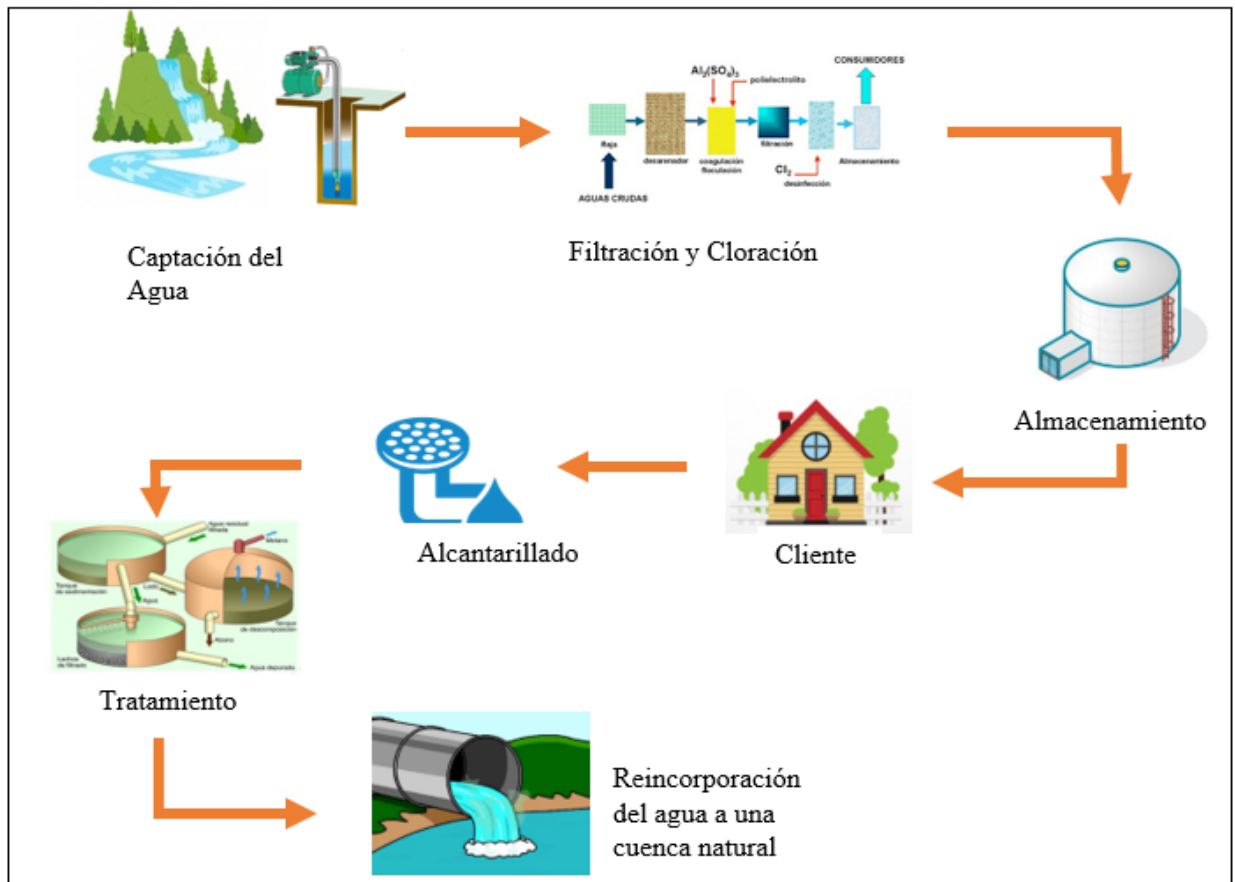 Captación del
Agua
Al₂(SO₄)₃
polielectrolito
CONSUMIDORES
Reja
desarenador
coagulación
floculación
filtración
Almacenamiento
Cl₂
desinfección
AGUAS CRUDAS
Filtración y Cloración
Almacenamiento
Cliente
Alcantarillado
Agua residual
filtrada
Metano
Tanque
de sedimentación
Lodo
Agua
Tanque
de descomposición
Abono
Lechos
de filtrado
Agua depurada
Tratamiento
Reincorporación
del agua a una
cuenca natural